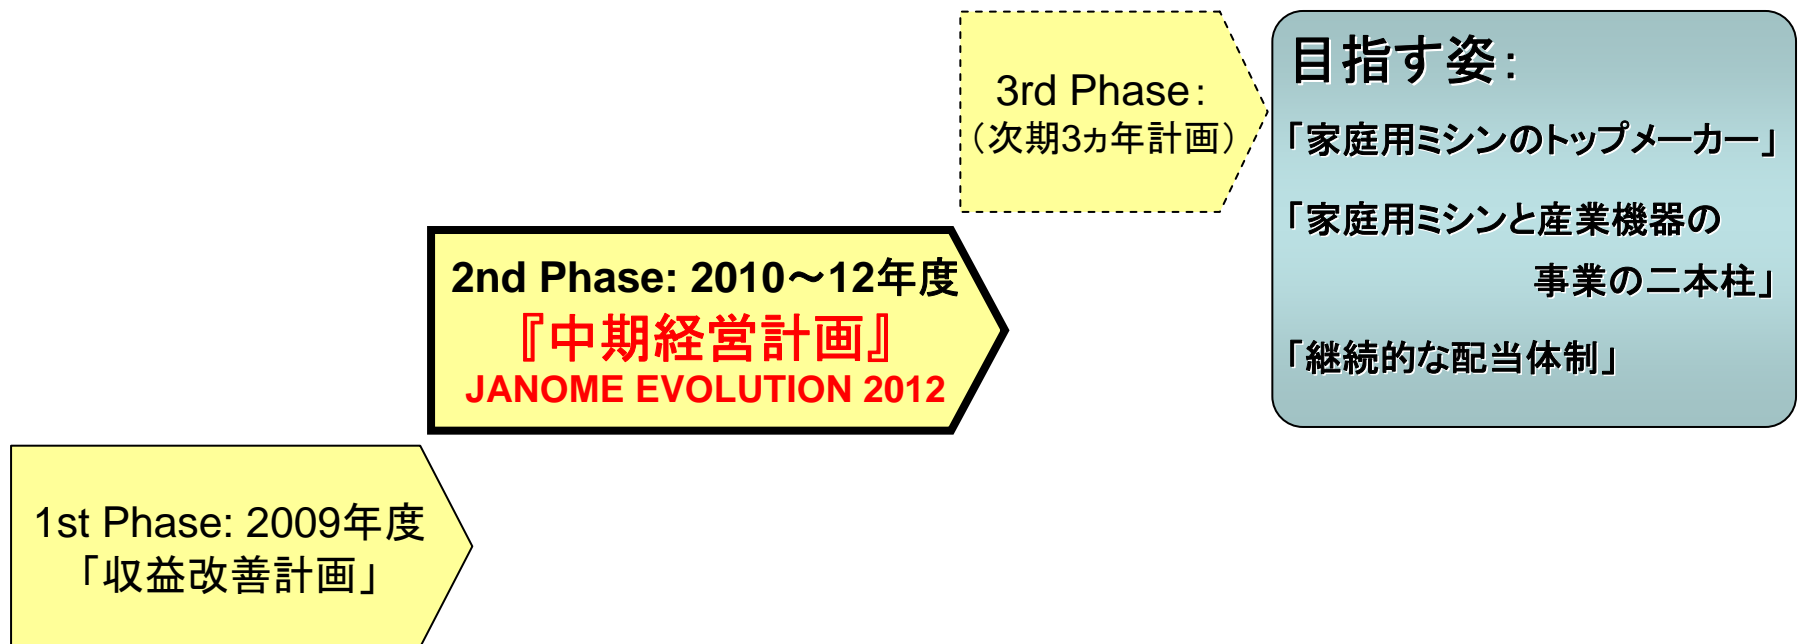 3rd Phase：
（次期3ヵ年計画）
目指す姿：
「家庭用ミシンのトップメーカー」
「家庭用ミシンと産業機器の
事業の二本柱」
「継続的な配当体制」
2nd Phase: 2010～12年度
『中期経営計画』
JANOME EVOLUTION 2012
1st Phase: 2009年度
「収益改善計画」